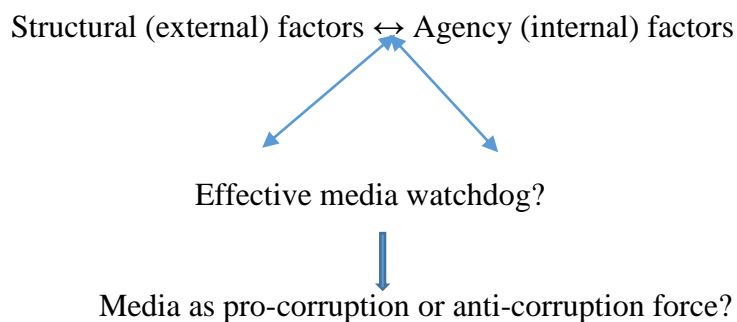 Structural (external) factors ↔ Agency (internal) factors
Effective media watchdog?
Media as pro-corruption or anti-corruption force?